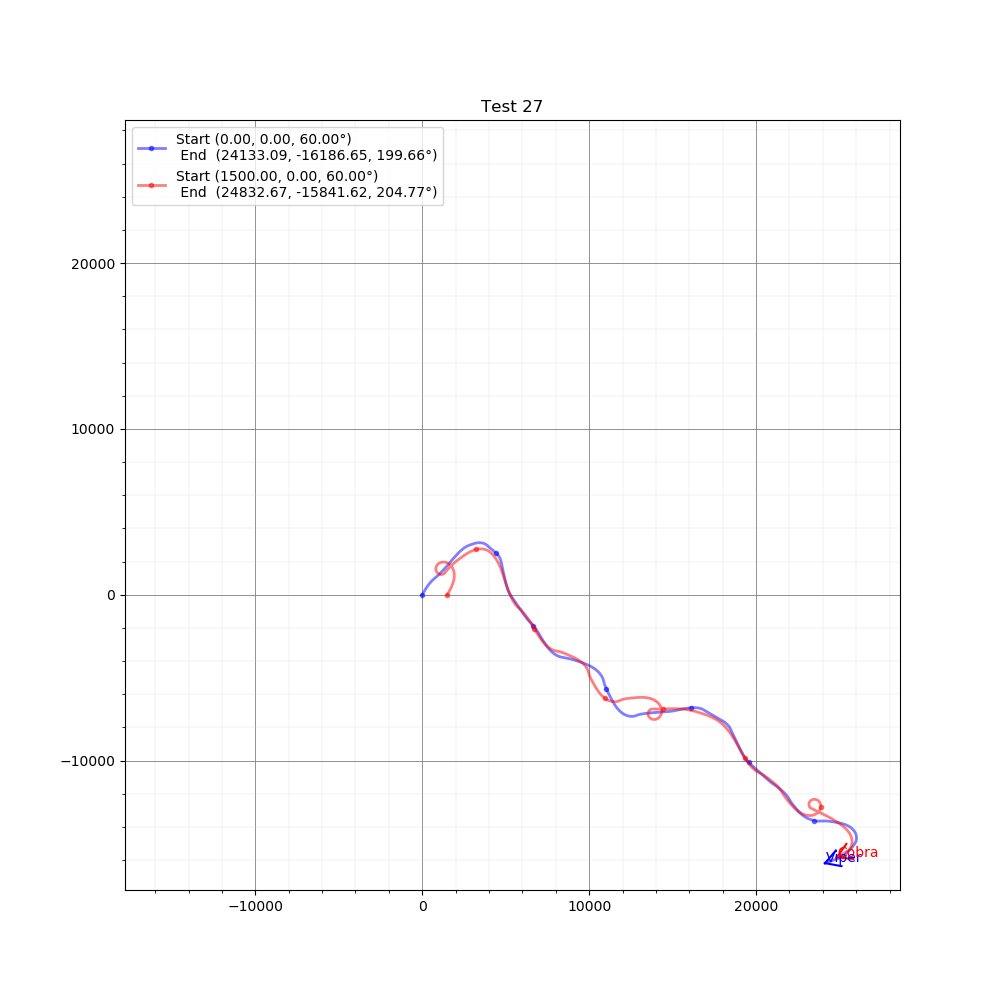 Test 27
Start (0.00, 0.00, 60.00°)
End (24133.09, -16186.65, 199.66°)
Start (1500.00, 0.00, 60.00°)
End (24832.67, -15841.62, 204.77°)
20000
10000
0
−10000
Cobra
Viper
−10000
0
10000
20000